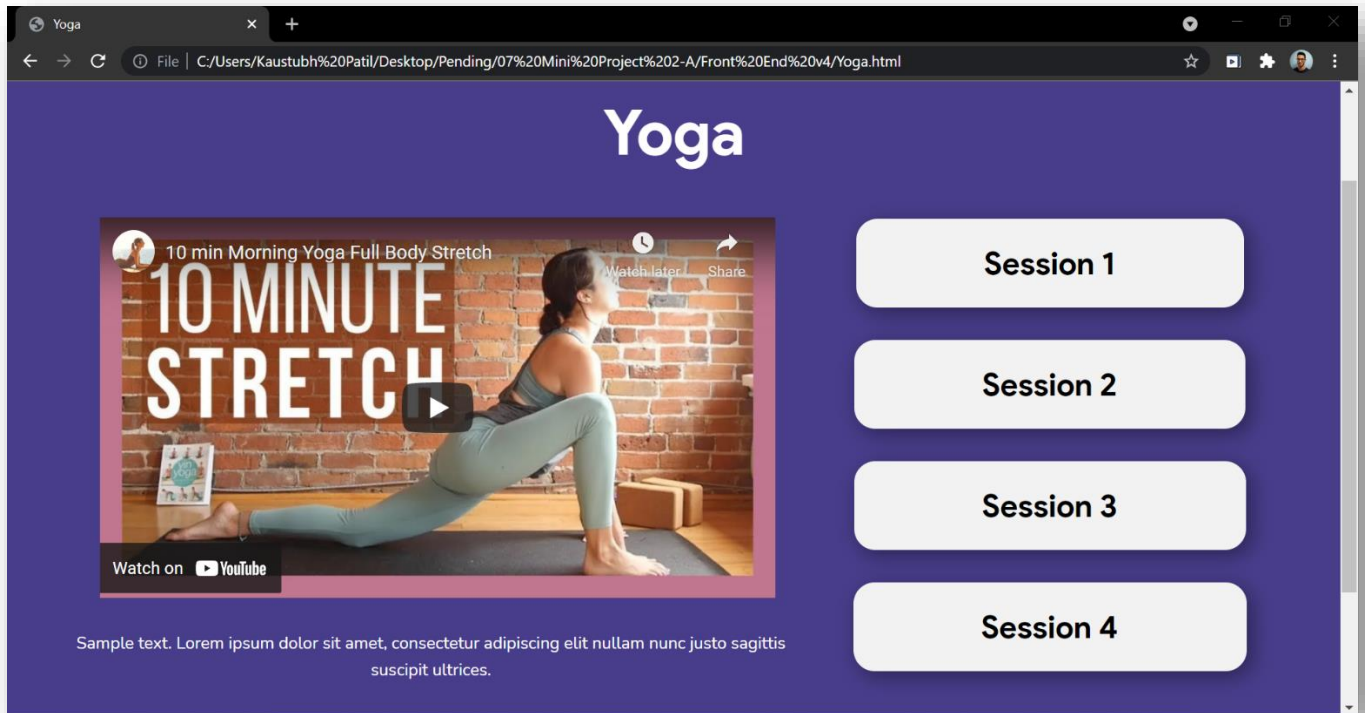 Yoga
File
C:/Users/Kaustubh%20Patil/Desktop/Pending/07%20Mini%20Project%202-A/Front%20End%20v4/Yoga.html
Yoga
10 min Morning Yoga Full Body Stretch
Watch later
Share
10 MINUTE
STRETCH
yin
yoga
Watch on YouTube
Sample text. Lorem ipsum dolor sit amet, consectetur adipiscing elit nullam nunc justo sagittis
suscipit ultrices.
Session 1
Session 2
Session 3
Session 4